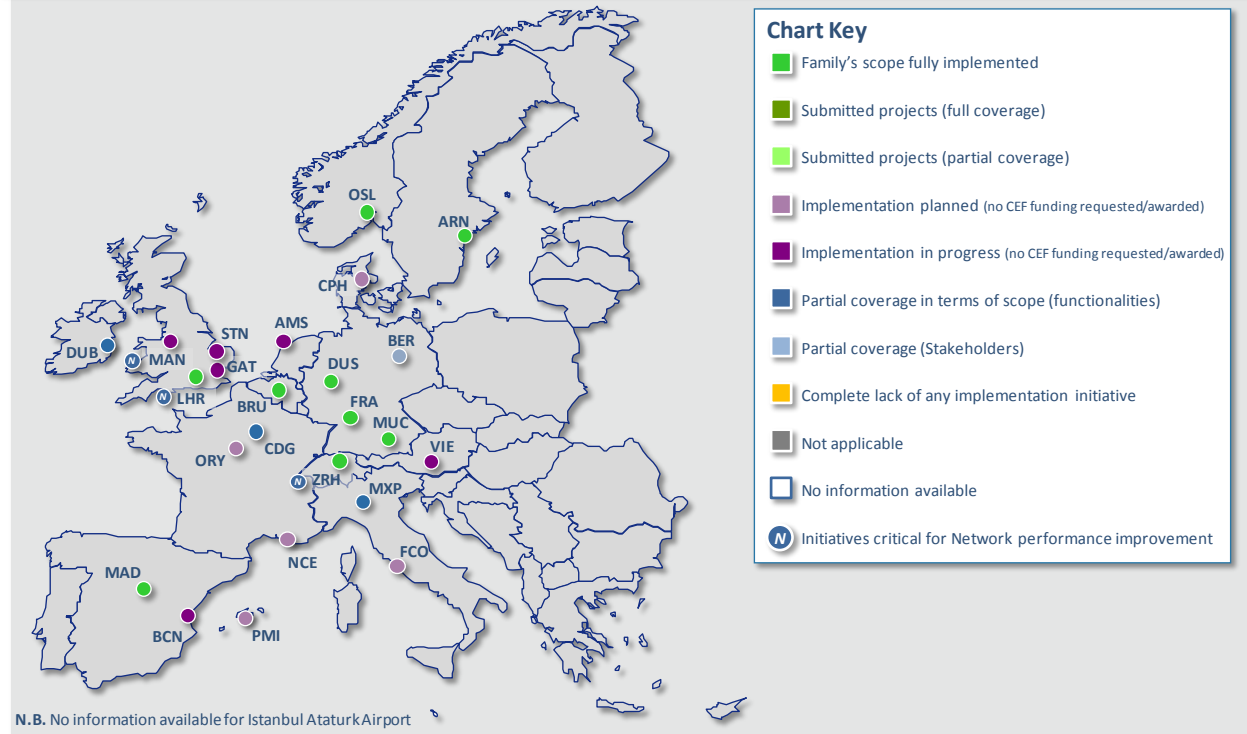 Chart Key
Family's scope fully implemented
Submitted projects (full coverage)
Submitted projects (partial coverage)
Implementation planned (no CEF funding requested/awarded)
Implementation in progress (no CEF funding requested/awarded)
Partial coverage in terms of scope (functionalities)
Partial coverage (Stakeholders)
Complete lack of any implementation initiative
Not applicable
No information available
N Initiatives critical for Network performance improvement
OSL
ARN
CPH
STN
AMS
DUB
N
MAN
GAT
BER
DUS
N
LHR
BRU
FRA
MUC
CDG
ORY
VIE
N
ZRH
MXP
NCE
FCO
MAD
BCN
PMI
N.B. No information available for Istanbul Ataturk Airport